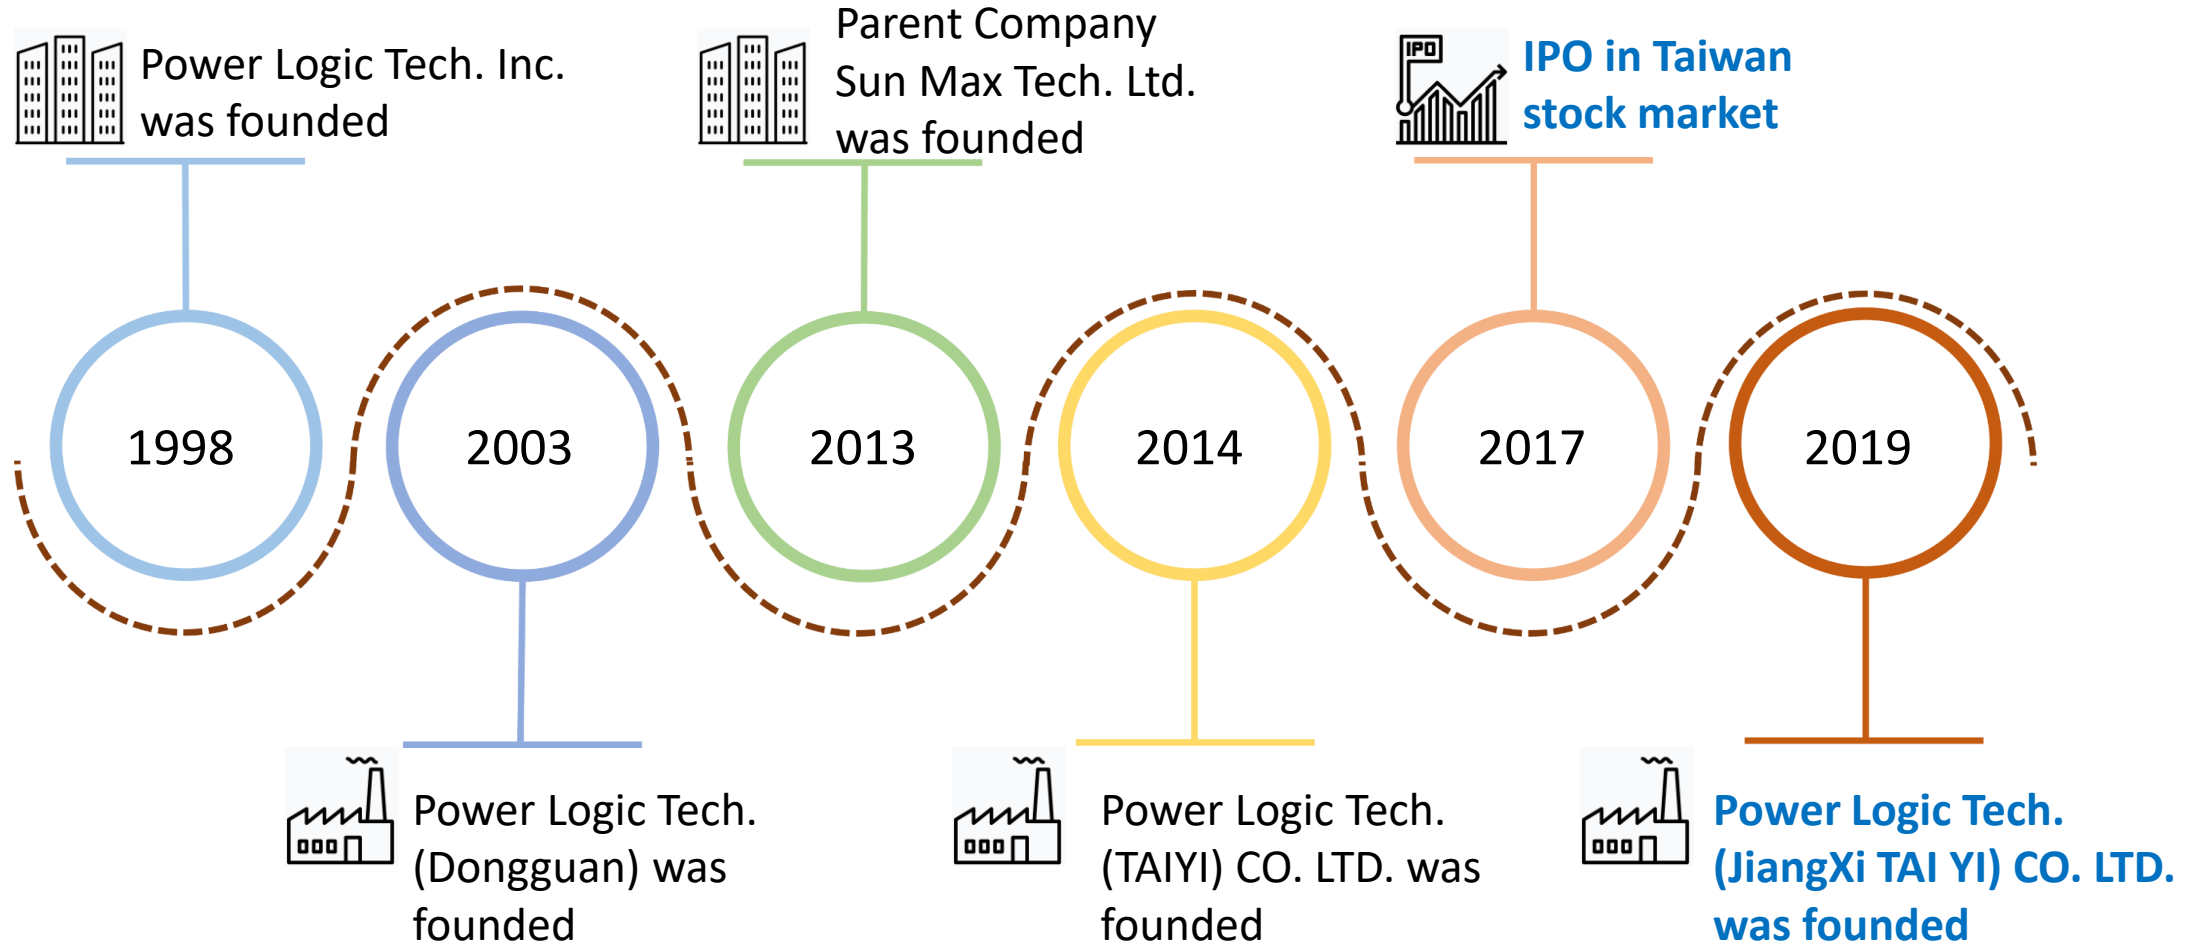 Power Logic Tech. Inc.
was founded
Parent Company
Sun Max Tech. Ltd.
was founded
IPO
IPO in Taiwan
stock market
1998
2003
2013
2014
2017
2019
Power Logic Tech.
(Dongguan) was
founded
Power Logic Tech.
(TAIYI) CO. LTD. was
founded
Power Logic Tech.
(JiangXi TAI YI) CO. LTD.
was founded